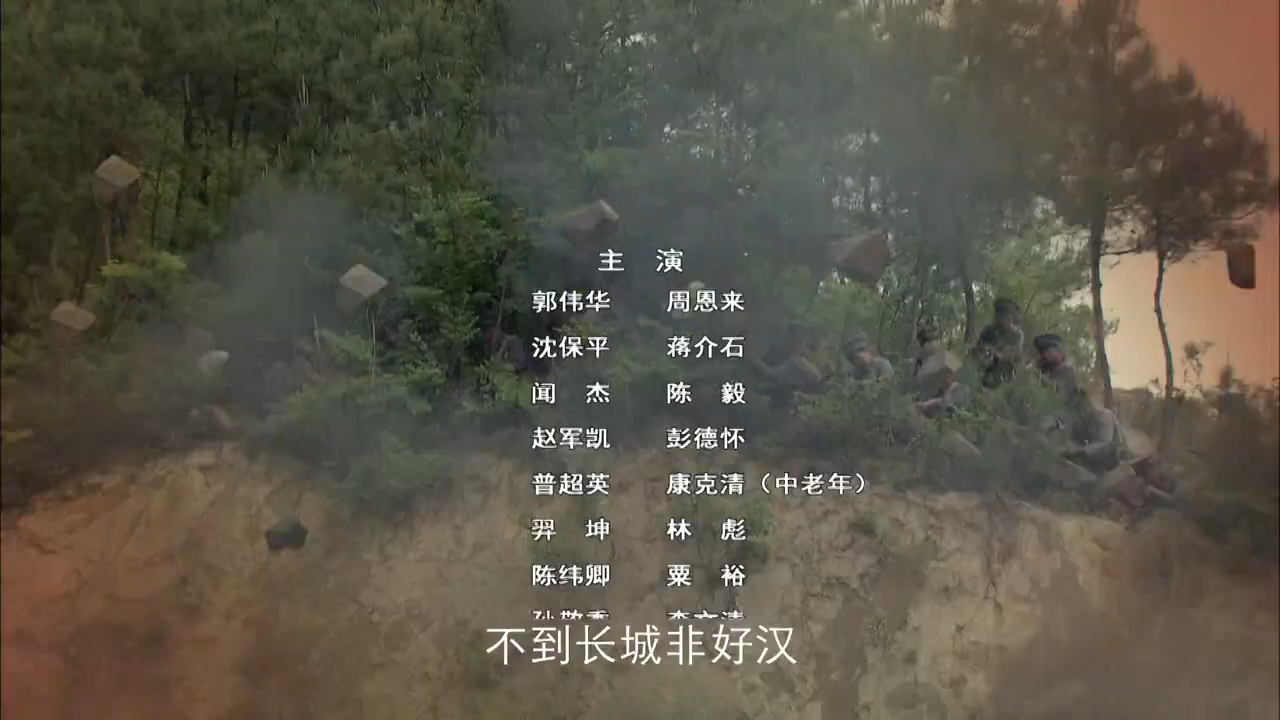 主 演
郭伟华 周恩来
沈保平 蒋介石
闻 杰 陈 毅
赵军凯 彭德怀
普超英 康克清（中老年）
羿 坤 林 彪
陈纬卿 粟 裕
不到长城非好汉